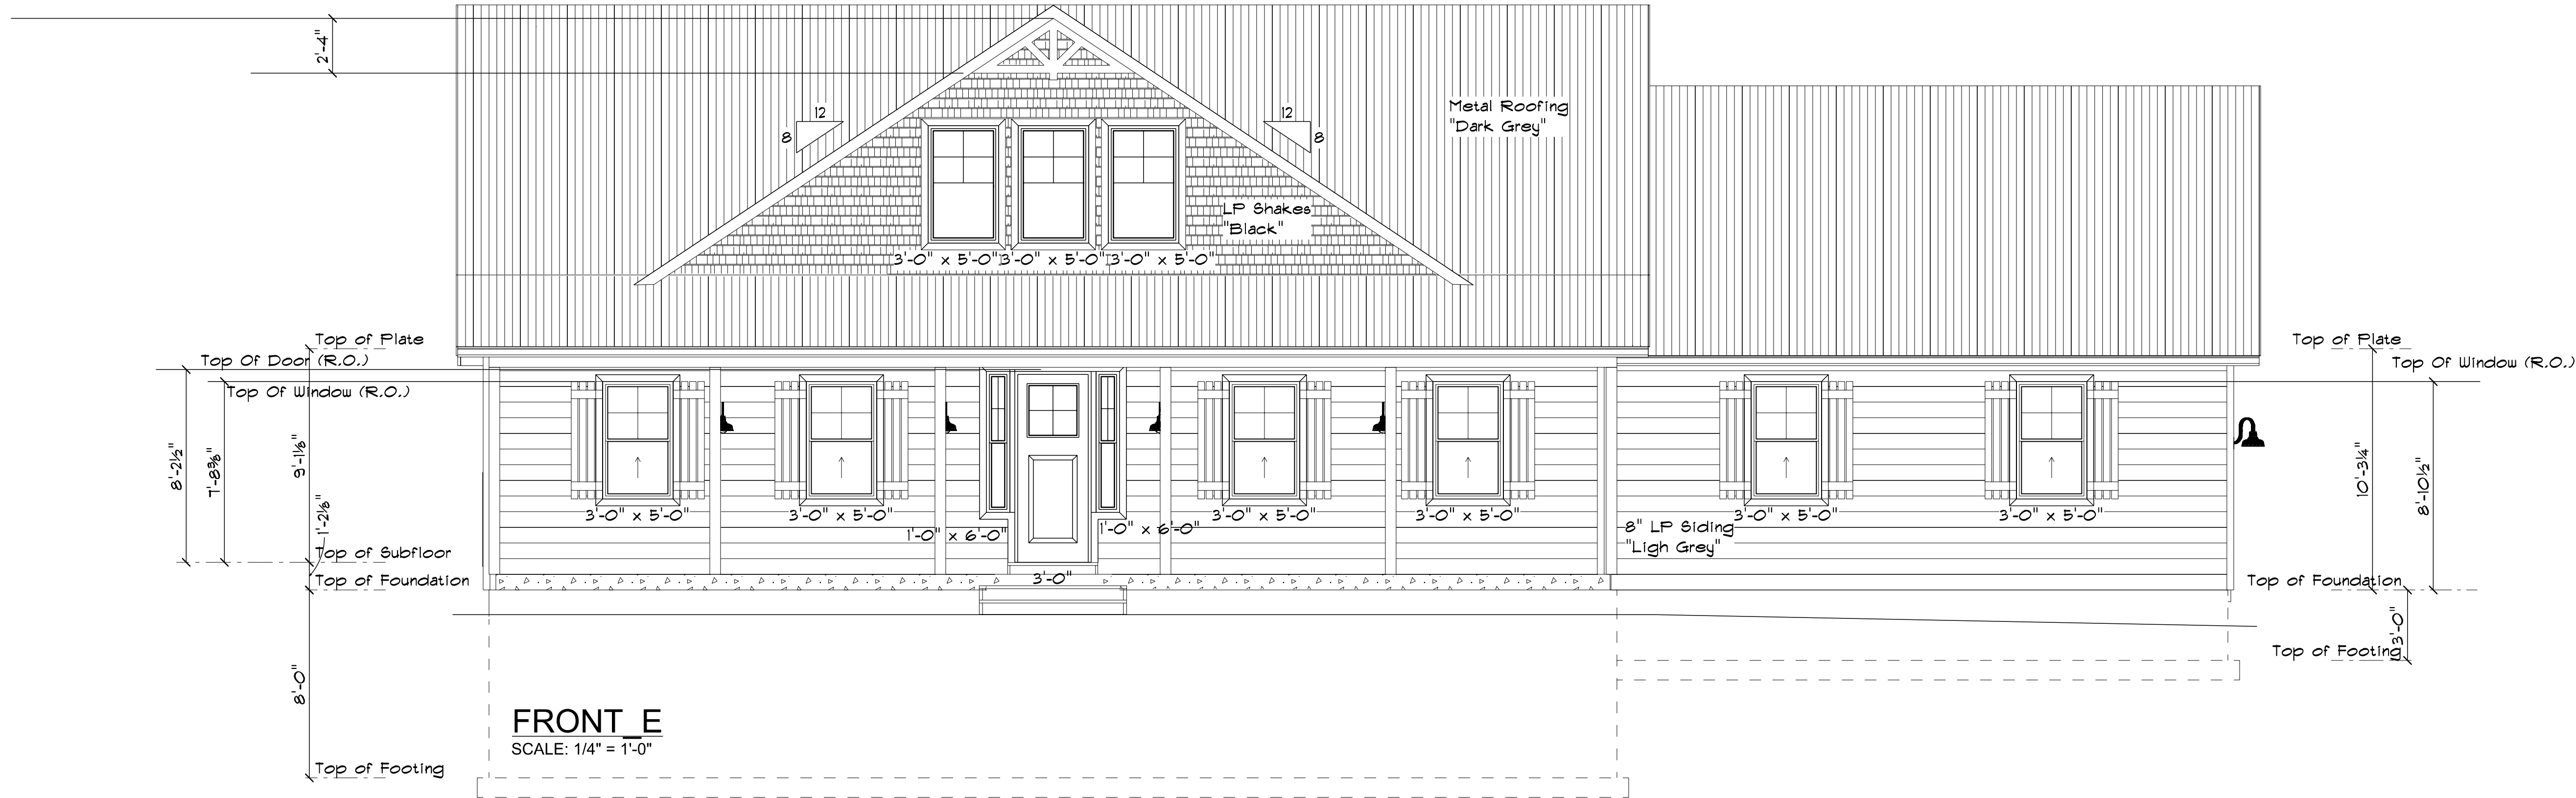 2'-4"
12
8
12
8
Metal Roofing
"Dark Grey"
LP Shakes
"Black"
3'-0" x 5'-0"
3'-0" x 5'-0"
3'-0" x 5'-0"
Top of Plate
Top Of Door (R.O.)
Top Of Window (R.O.)
Top of Plate
Top Of Window (R.O.)
8'-2½"
7'-8⅜"
9'-1⅛"
1'-2⅛"
10'-3¼"
8'-10½"
3'-0" x 5'-0"
3'-0" x 5'-0"
1'-0" x 6'-0"
1'-0" x 6'-0"
3'-0" x 5'-0"
3'-0" x 5'-0"
3'-0" x 5'-0"
3'-0" x 5'-0"
8" LP Siding
"Ligh Grey"
Top of Subfloor
Top of Foundation
3'-0"
Top of Foundation
3'-0"
Top of Footing
8'-0"
FRONT_E
SCALE: 1/4" = 1'-0"
Top of Footing